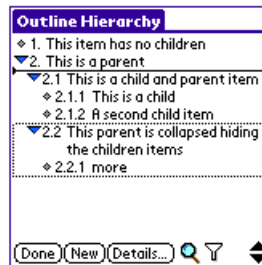 Outline Hierarchy
1. This item has no children
2. This is a parent
2.1 This is a child and parent item
2.1.1 This is a child
2.1.2 A second child item
2.2 This parent is collapsed hiding
the children items
2.2.1 more
Done New Details...